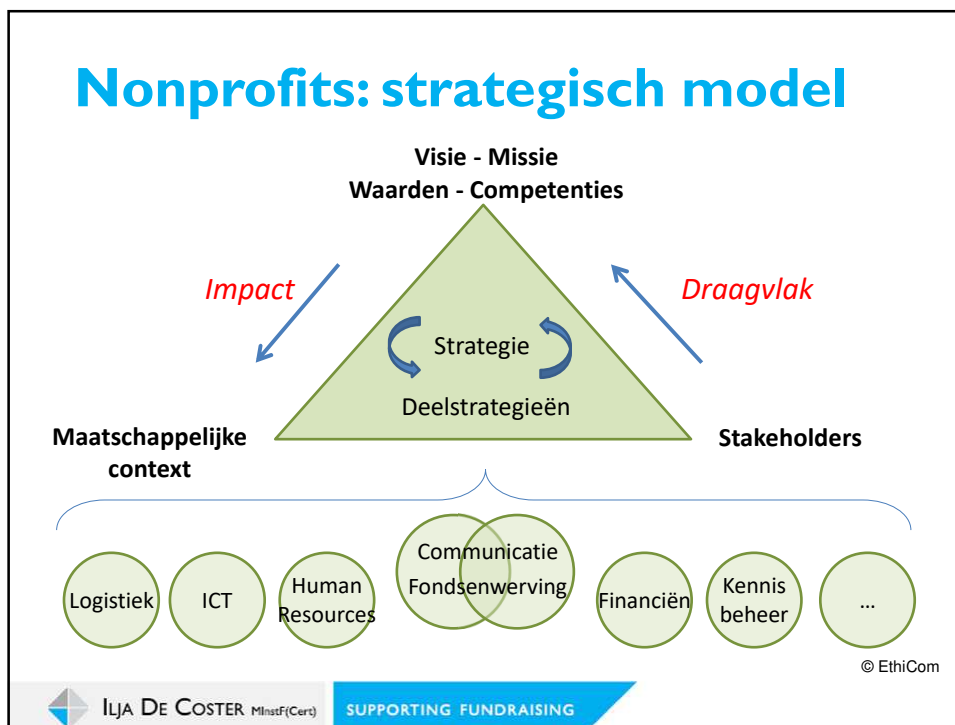 Nonprofits: strategisch model
Visie - Missie
Waarden - Competenties
Impact
Draagvlak
Strategie
Deelstrategieën
Maatschappelijke
context
Stakeholders
Logistiek
ICT
Human
Resources
Communicatie
Fondsenwerving
Financiën
Kennis
beheer
...
© EthiCom
ILJA DE COSTER MInstF(Cert)
SUPPORTING FUNDRAISING